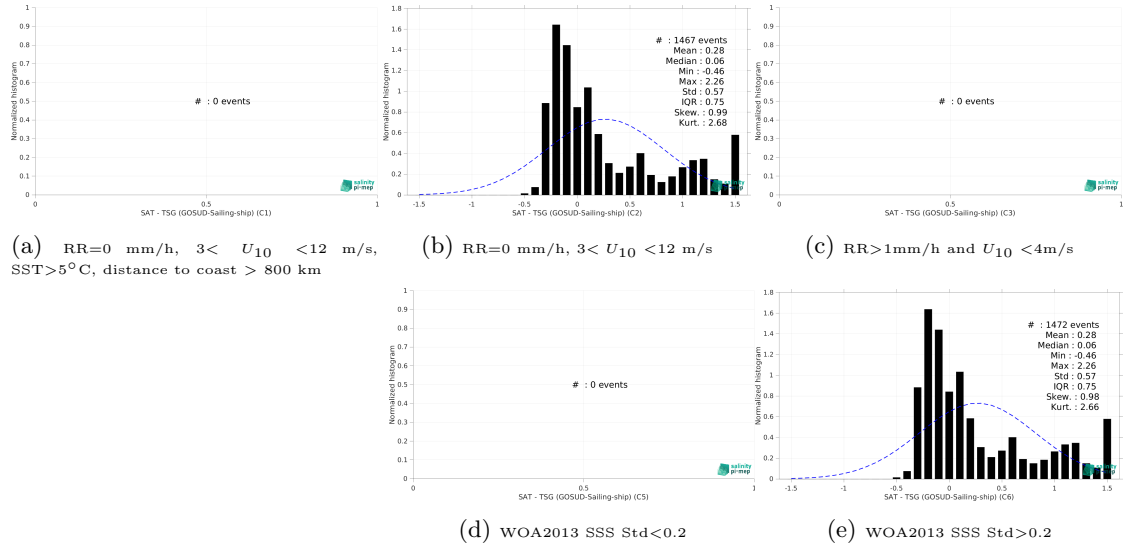 1
0.9
0.8
0.7
0.6
0.5
0.4
0.3
0.2
0.1
0
0 0.5 1
Normalized histogram
# : 0 events
SAT - TSG (GOSUD-Sailing-ship) (C1)
salinity
pi-mep
(a) RR=0 mm/h, 3< U10 <12 m/s,
SST>5°C, distance to coast > 800 km
1.8
1.6
1.4
1.2
1
0.8
0.6
0.4
0.2
0
-1.5 -1 -0.5 0 0.5 1 1.5
Normalized histogram
# : 1467 events
Mean : 0.28
Median : 0.06
Min : -0.46
Max : 2.26
Std : 0.57
IQR : 0.75
Skew. : 0.99
Kurt. : 2.68
SAT - TSG (GOSUD-Sailing-ship) (C2)
salinity
pi-mep
(b) RR=0 mm/h, 3< U10 <12 m/s
1
0.9
0.8
0.7
0.6
0.5
0.4
0.3
0.2
0.1
0
0 0.5 1
Normalized histogram
# : 0 events
SAT - TSG (GOSUD-Sailing-ship) (C3)
salinity
pi-mep
(c) RR>1mm/h and U10 <4m/s
1
0.9
0.8
0.7
0.6
0.5
0.4
0.3
0.2
0.1
0
0 0.5 1
Normalized histogram
# : 0 events
SAT - TSG (GOSUD-Sailing-ship) (C5)
salinity
pi-mep
(d) WOA2013 SSS Std<0.2
1.8
1.6
1.4
1.2
1
0.8
0.6
0.4
0.2
0
-1.5 -1 -0.5 0 0.5 1 1.5
Normalized histogram
# : 1472 events
Mean : 0.28
Median : 0.06
Min : -0.46
Max : 2.26
Std : 0.57
IQR : 0.75
Skew. : 0.98
Kurt. : 2.66
SAT - TSG (GOSUD-Sailing-ship) (C6)
salinity
pi-mep
(e) WOA2013 SSS Std>0.2